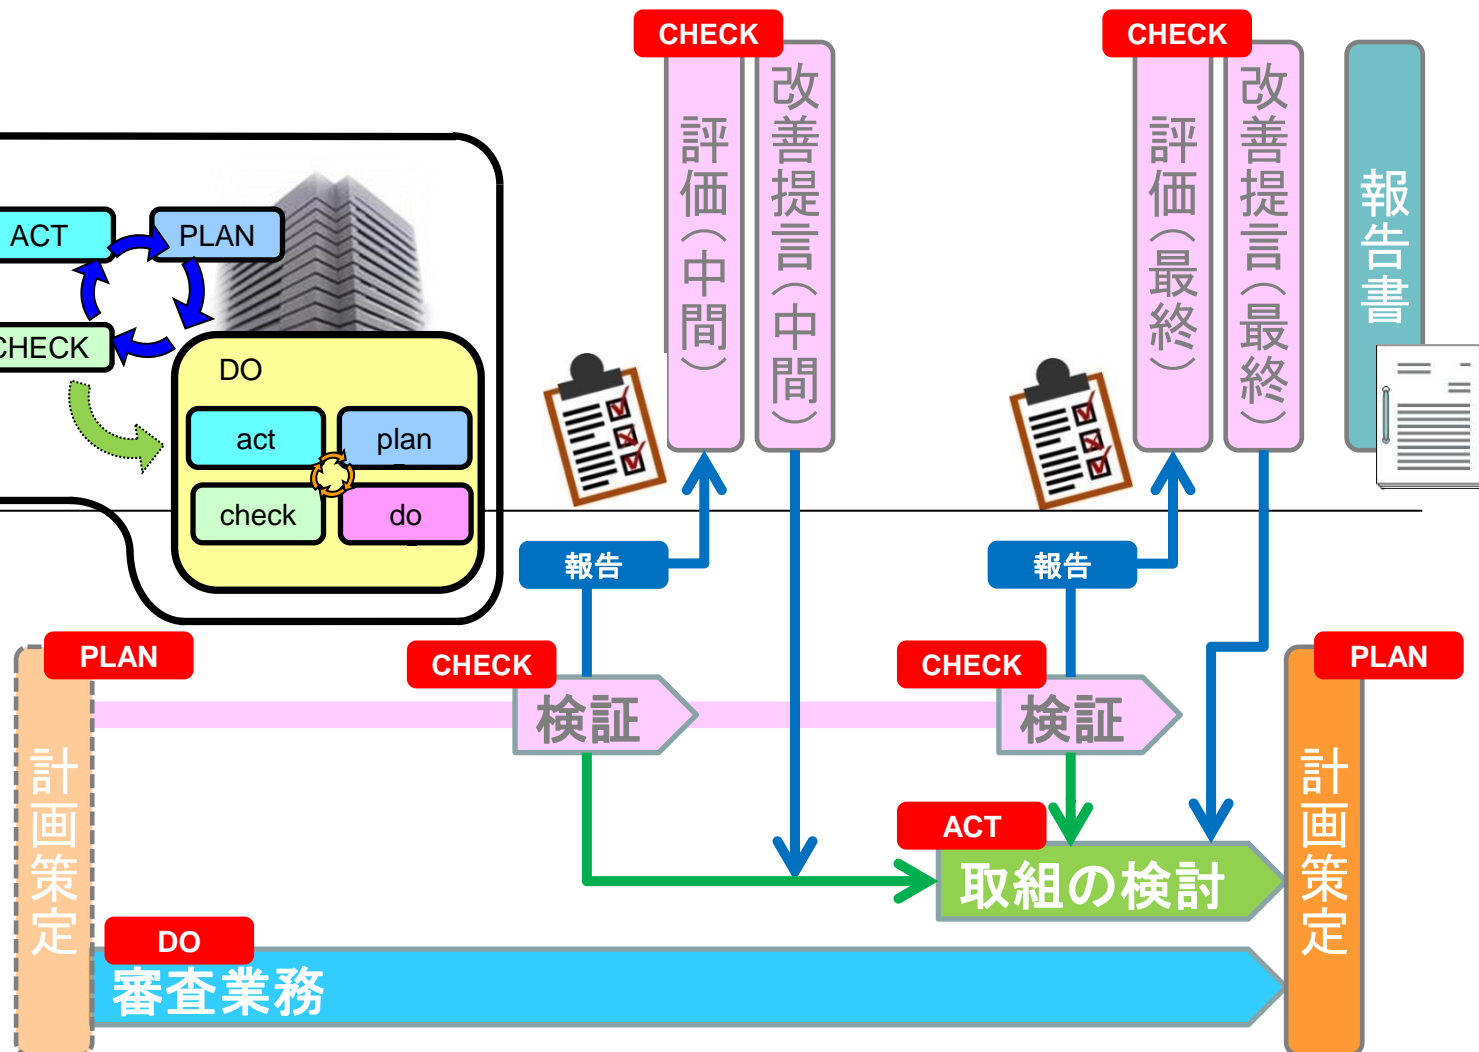 CHECK
評価(中間)
改善提言(中間)
CHECK
評価(最終)
改善提言(最終)
報告書
ACT
PLAN
CHECK
DO
act
plan
check
do
報告
報告
PLAN
計画策定
CHECK
検証
CHECK
検証
ACT
取組の検討
DO
審査業務
PLAN
計画策定